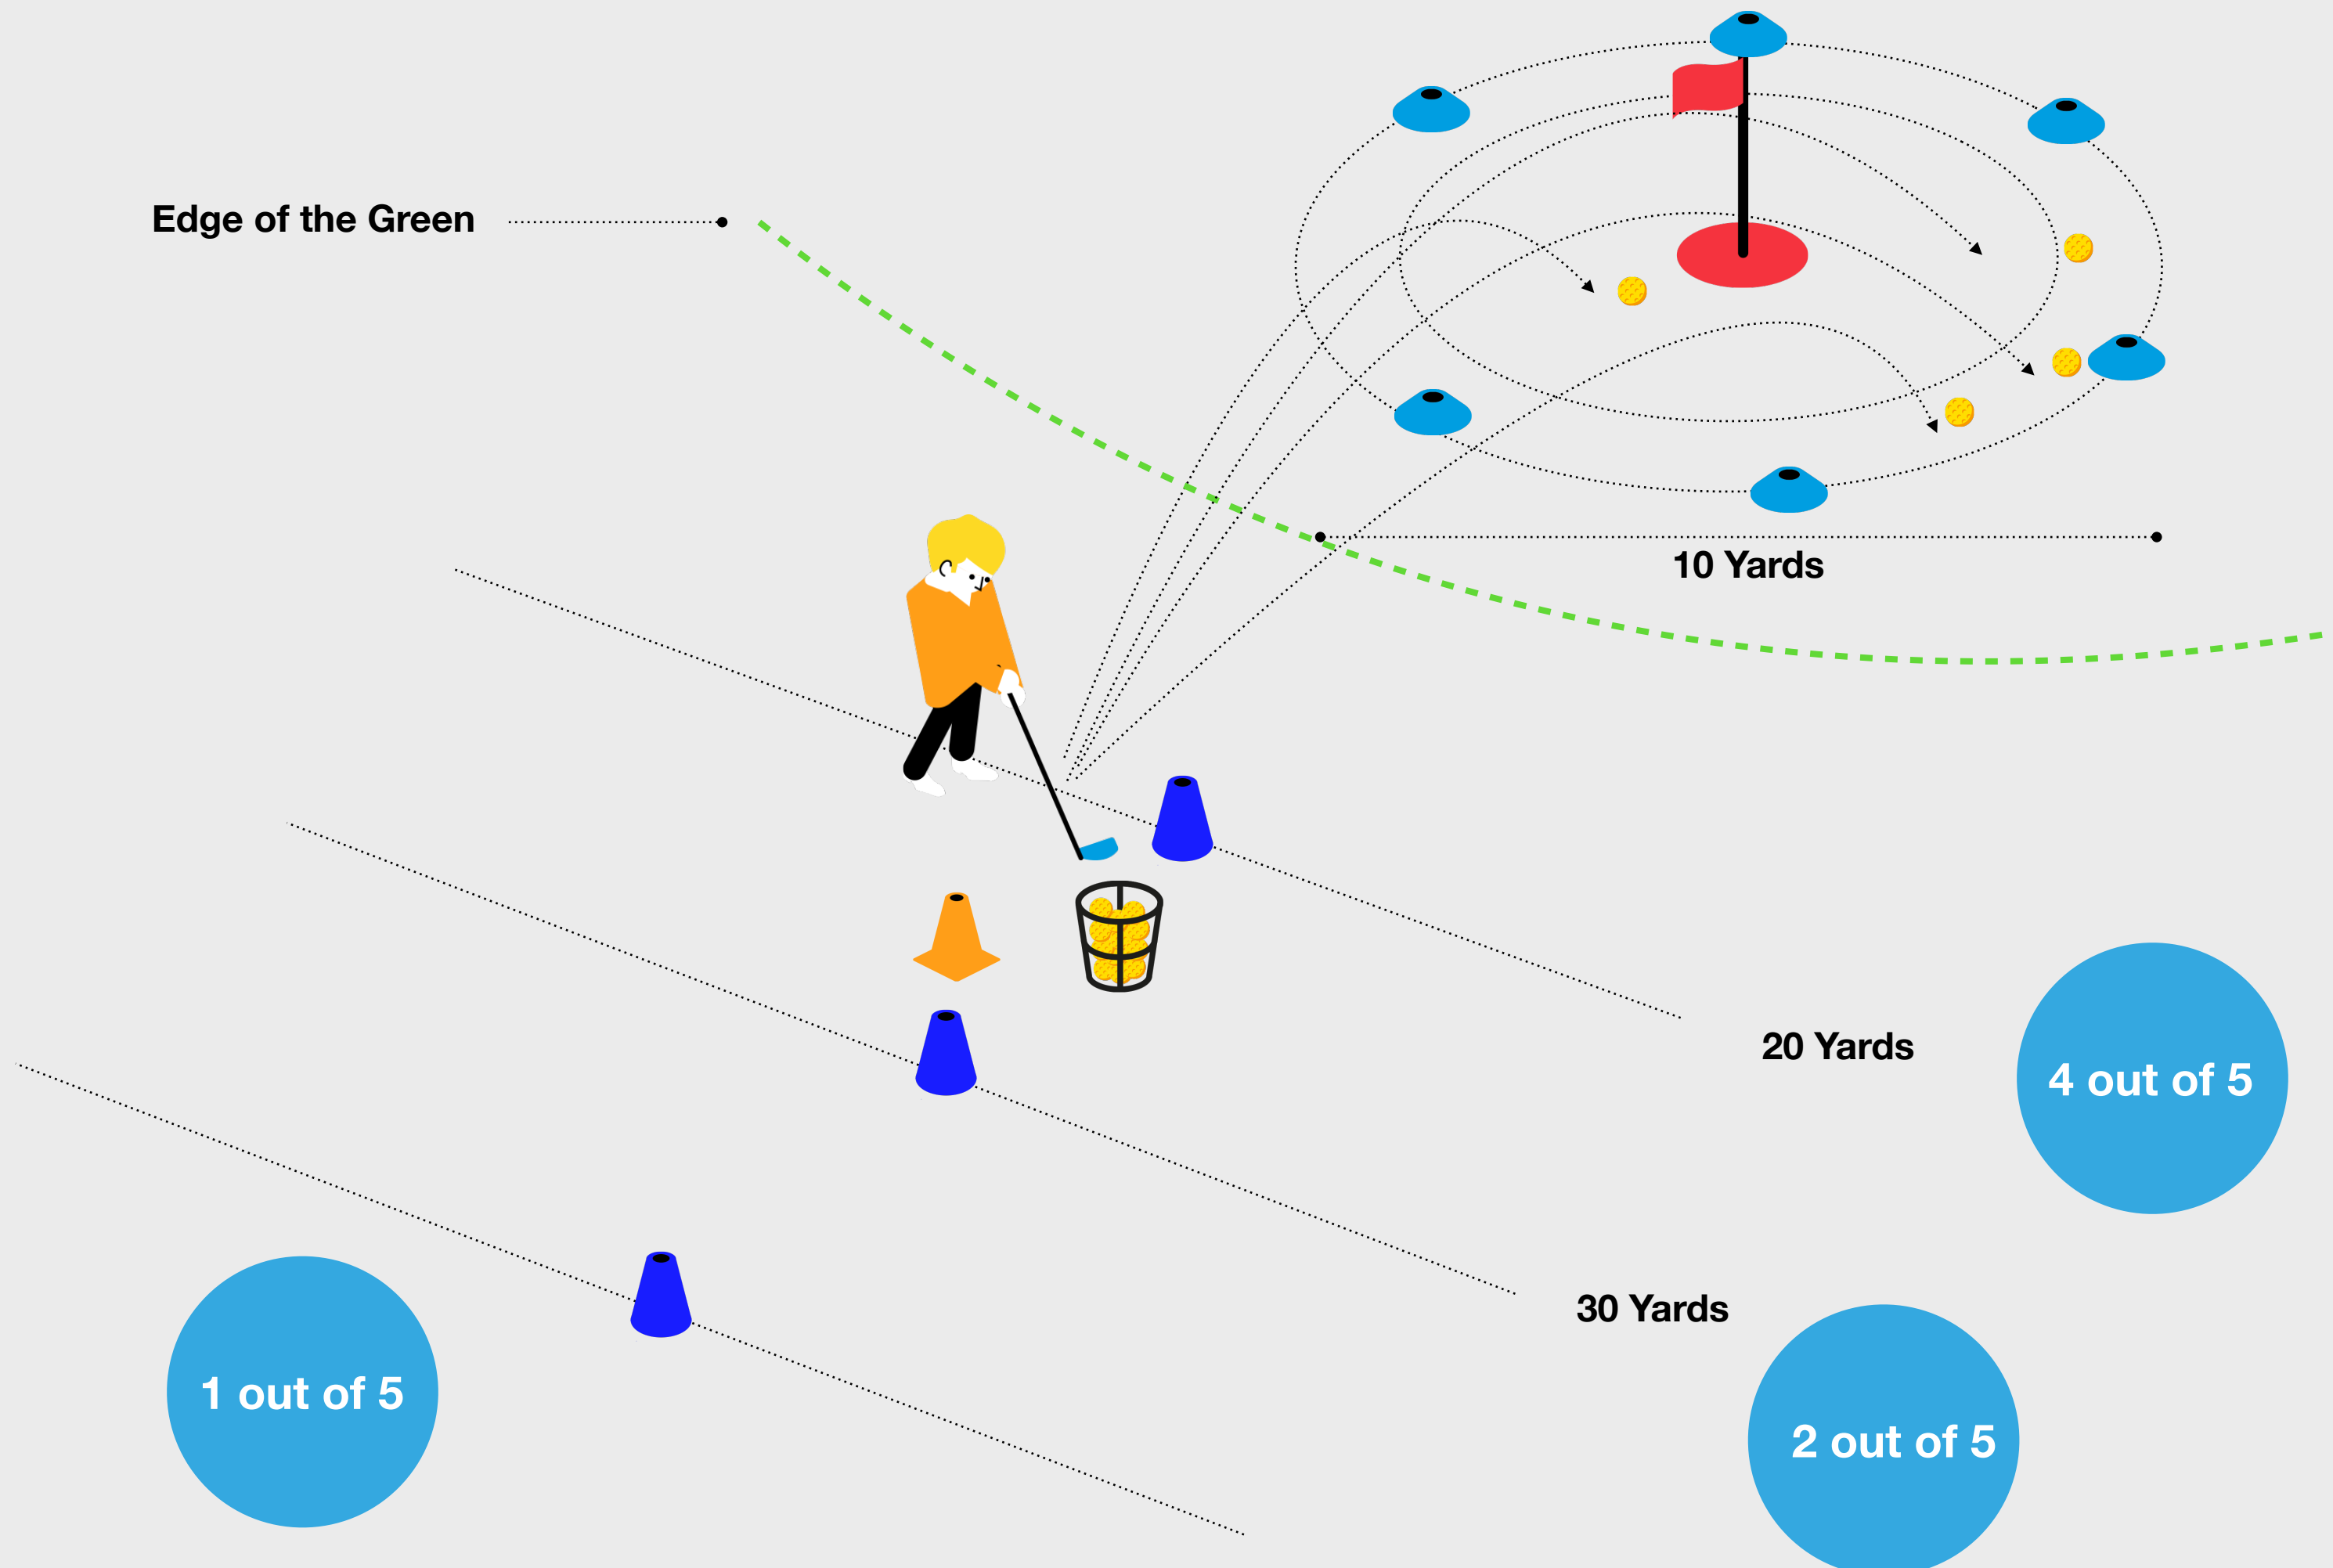 Edge of the Green
10 Yards
20 Yards
4 out of 5
30 Yards
1 out of 5
2 out of 5